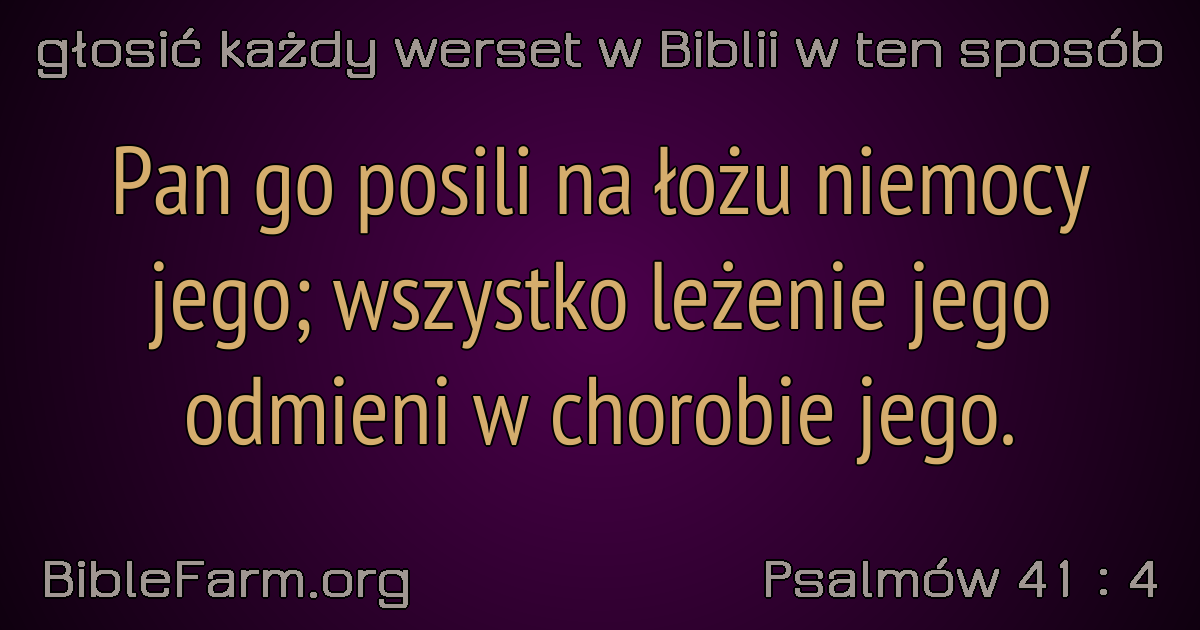 głosić każdy werset w Biblii w ten sposób
Pan go posili na łożu niemocy
jego; wszystko leżenie jego
odmieni w chorobie jego.
BibleFarm.org
Psalmów 41 : 4